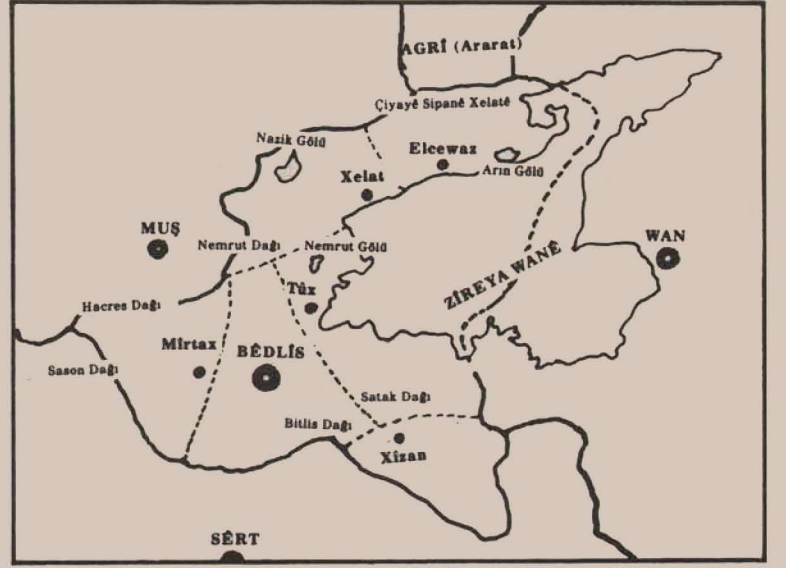 AGRÎ (Ararat)
Çiyayê Sipanê Xelatê
Nazik Gölü
Elcewaz
Arın Gölü
Xelat
MUŞ
Nemrut Dağı
Nemrut Gölü
WAN
ZÎREYA WANÊ
Tûx
Hacres Dağı
Mîrtax
BÊDLÎS
Sason Dağı
Satak Dağı
Bitlis Dağı
Xîzan
SÊRT